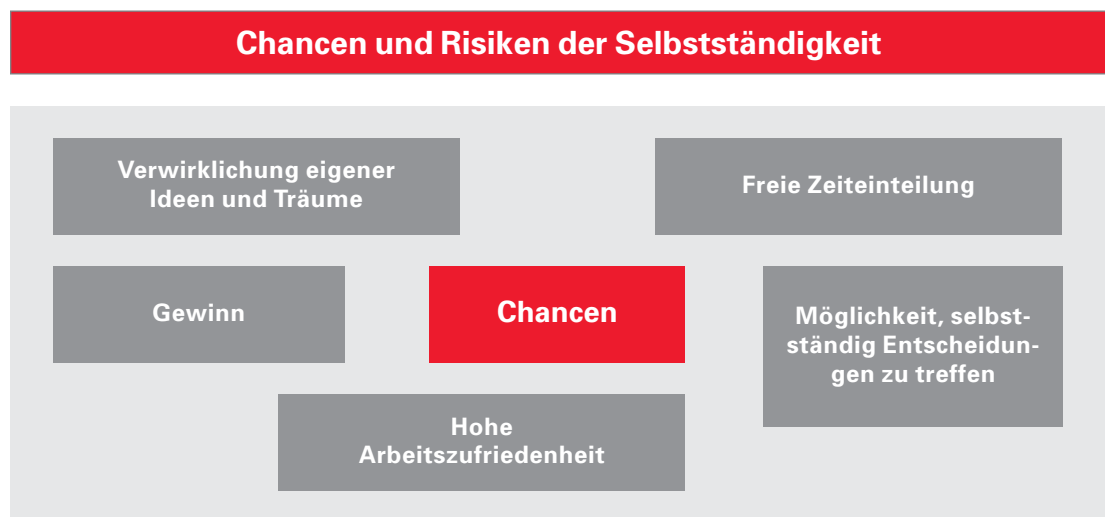 Chancen und Risiken der Selbstständigkeit
Verwirklichung eigener
Ideen und Träume
Freie Zeiteinteilung
Gewinn
Chancen
Möglichkeit, selbst-
ständig Entscheidun-
gen zu treffen
Hohe
Arbeitszufriedenheit